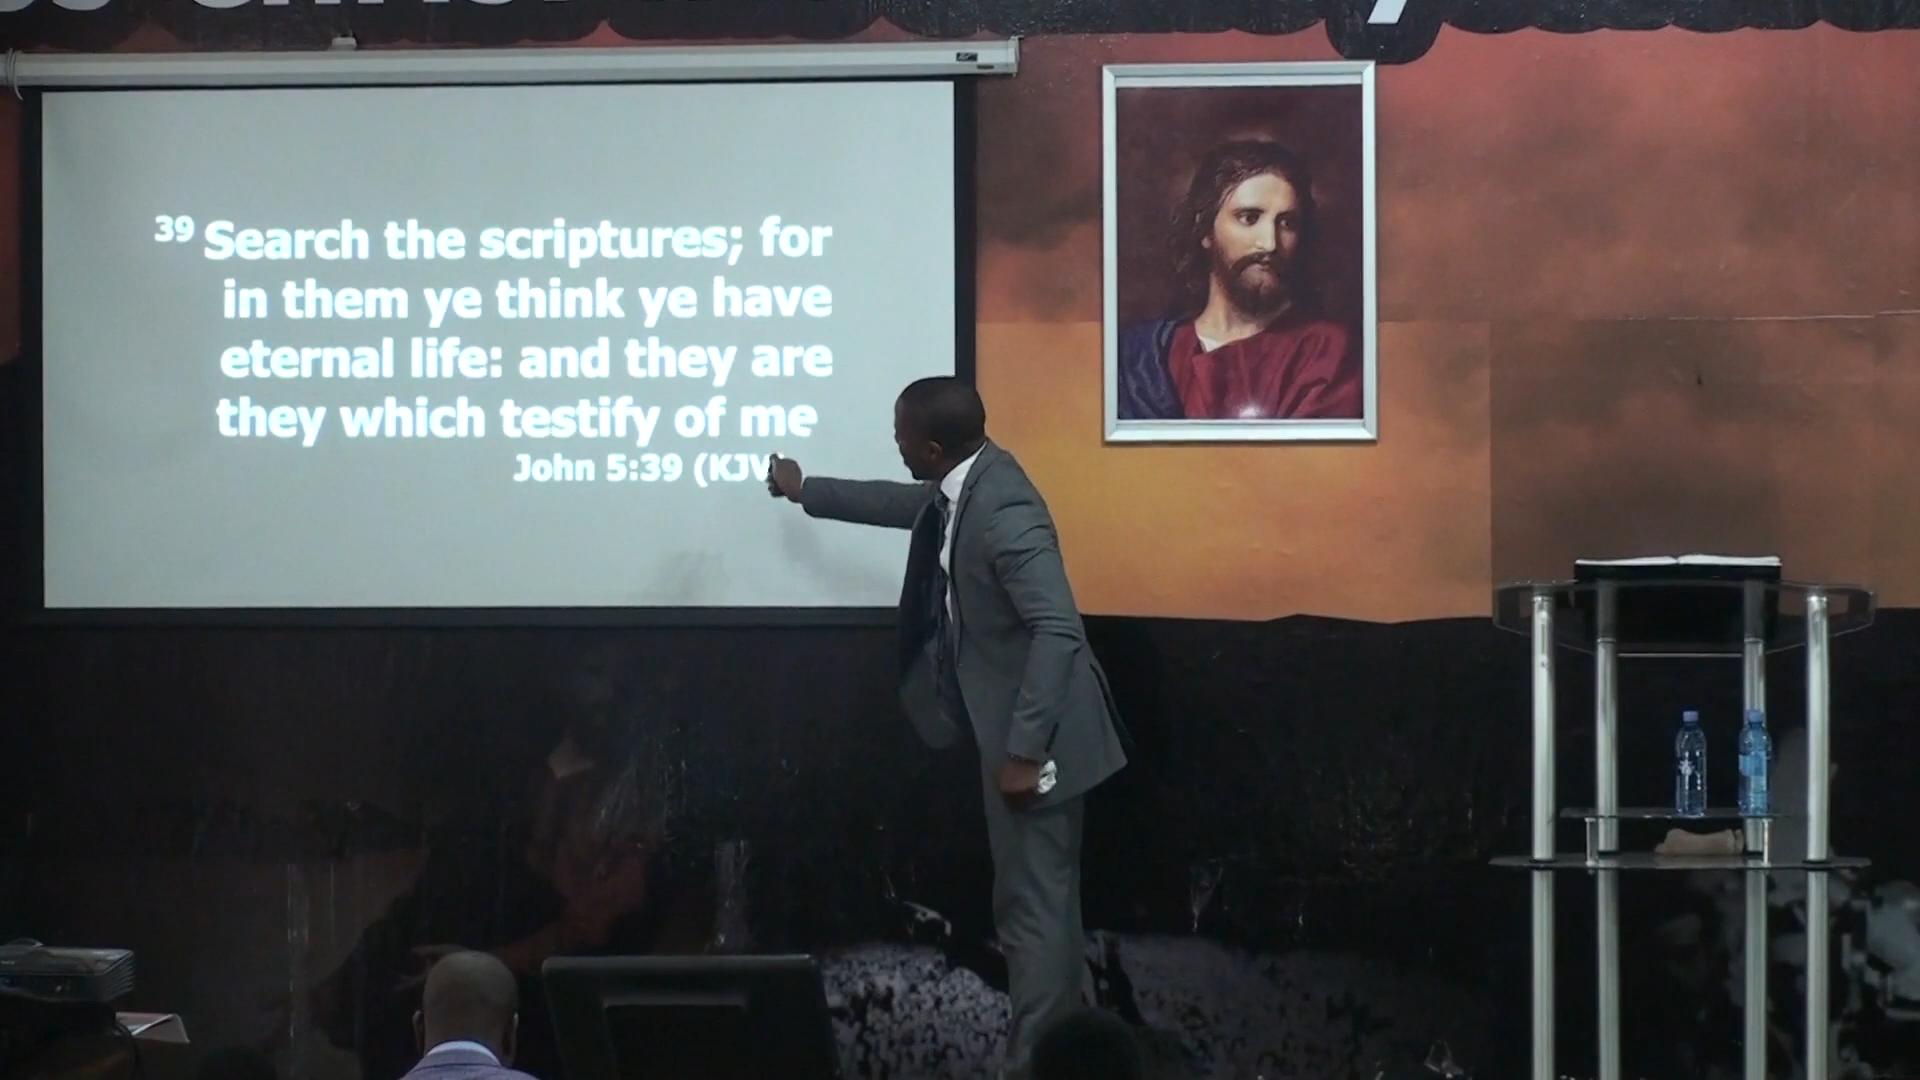 39 Search the scriptures; for
in them ye think ye have
eternal life: and they are
they which testify of me
John 5:39 (KJV)